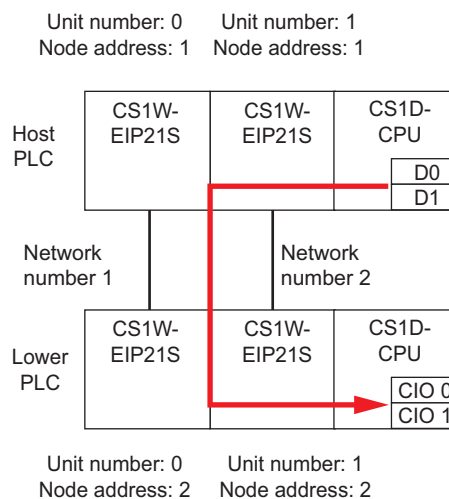 Unit number: 0 Unit number: 1
Node address: 1 Node address: 1
Host
PLC
CS1W-
EIP21S
CS1W-
EIP21S
CS1D-
CPU
D0
D1
Network
number 1
Network
number 2
Lower
PLC
CS1W-
EIP21S
CS1W-
EIP21S
CS1D-
CPU
CIO 0
CIO 1
Unit number: 0 Unit number: 1
Node address: 2 Node address: 2